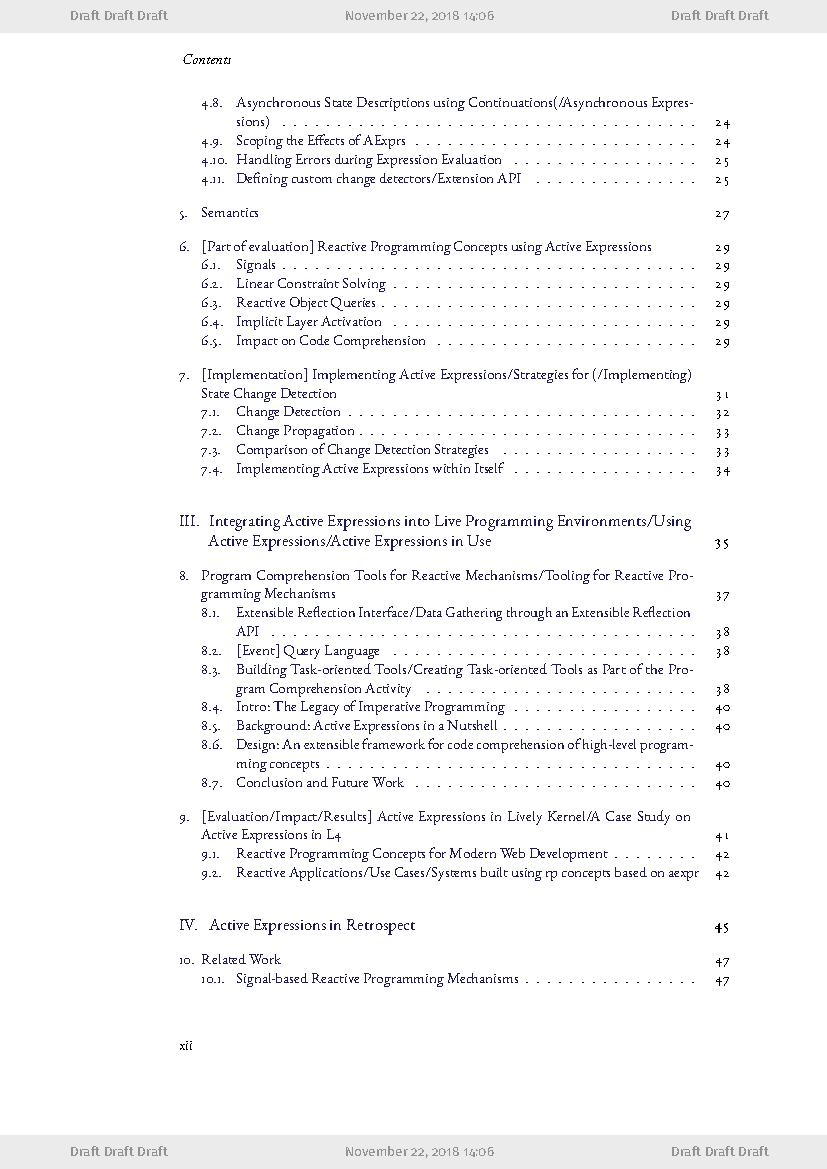 Draft Draft Draft November 22, 2018 14:06 Draft Draft Draft
Contents
4.8. Asynchronous State Descriptions using Continuations(/Asynchronous Expres-
sions) . . . . . . . . . . . . . . . . . . . . . . . . . . . . . . . . . . . . . . 24
4.9. Scoping the Effects of AExprs . . . . . . . . . . . . . . . . . . . . . . . . . . 24
4.10. Handling Errors during Expression Evaluation . . . . . . . . . . . . . . . . . 25
4.11. Defining custom change detectors/Extension API . . . . . . . . . . . . . . . 25
5. Semantics 27
6. [Part of evaluation] Reactive Programming Concepts using Active Expressions 29
6.1. Signals . . . . . . . . . . . . . . . . . . . . . . . . . . . . . . . . . . . . . . 29
6.2. Linear Constraint Solving . . . . . . . . . . . . . . . . . . . . . . . . . . . . 29
6.3. Reactive Object Queries . . . . . . . . . . . . . . . . . . . . . . . . . . . . . 29
6.4. Implicit Layer Activation . . . . . . . . . . . . . . . . . . . . . . . . . . . . 29
6.5. Impact on Code Comprehension . . . . . . . . . . . . . . . . . . . . . . . . 29
7. [Implementation] Implementing Active Expressions/Strategies for (/Implementing)
State Change Detection 31
7.1. Change Detection . . . . . . . . . . . . . . . . . . . . . . . . . . . . . . . . 32
7.2. Change Propagation . . . . . . . . . . . . . . . . . . . . . . . . . . . . . . . 33
7.3. Comparison of Change Detection Strategies . . . . . . . . . . . . . . . . . . 33
7.4. Implementing Active Expressions within Itself . . . . . . . . . . . . . . . . . 34
III. Integrating Active Expressions into Live Programming Environments/Using
Active Expressions/Active Expressions in Use 35
8. Program Comprehension Tools for Reactive Mechanisms/Tooling for Reactive Pro-
gramming Mechanisms 37
8.1. Extensible Reflection Interface/Data Gathering through an Extensible Reflection
API . . . . . . . . . . . . . . . . . . . . . . . . . . . . . . . . . . . . . . . 38
8.2. [Event] Query Language . . . . . . . . . . . . . . . . . . . . . . . . . . . . 38
8.3. Building Task-oriented Tools/Creating Task-oriented Tools as Part of the Pro-
gram Comprehension Activity . . . . . . . . . . . . . . . . . . . . . . . . . 38
8.4. Intro: The Legacy of Imperative Programming . . . . . . . . . . . . . . . . . 40
8.5. Background: Active Expressions in a Nutshell . . . . . . . . . . . . . . . . . . 40
8.6. Design: An extensible framework for code comprehension of high-level program-
ming concepts . . . . . . . . . . . . . . . . . . . . . . . . . . . . . . . . . . 40
8.7. Conclusion and Future Work . . . . . . . . . . . . . . . . . . . . . . . . . . 40
9. [Evaluation/Impact/Results] Active Expressions in Lively Kernel/A Case Study on
Active Expressions in L4 41
9.1. Reactive Programming Concepts for Modern Web Development . . . . . . . . 42
9.2. Reactive Applications/Use Cases/Systems built using rp concepts based on aexpr 42
IV. Active Expressions in Retrospect 45
10. Related Work 47
10.1. Signal-based Reactive Programming Mechanisms . . . . . . . . . . . . . . . . 47
xii
Draft Draft Draft November 22, 2018 14:06 Draft Draft Draft